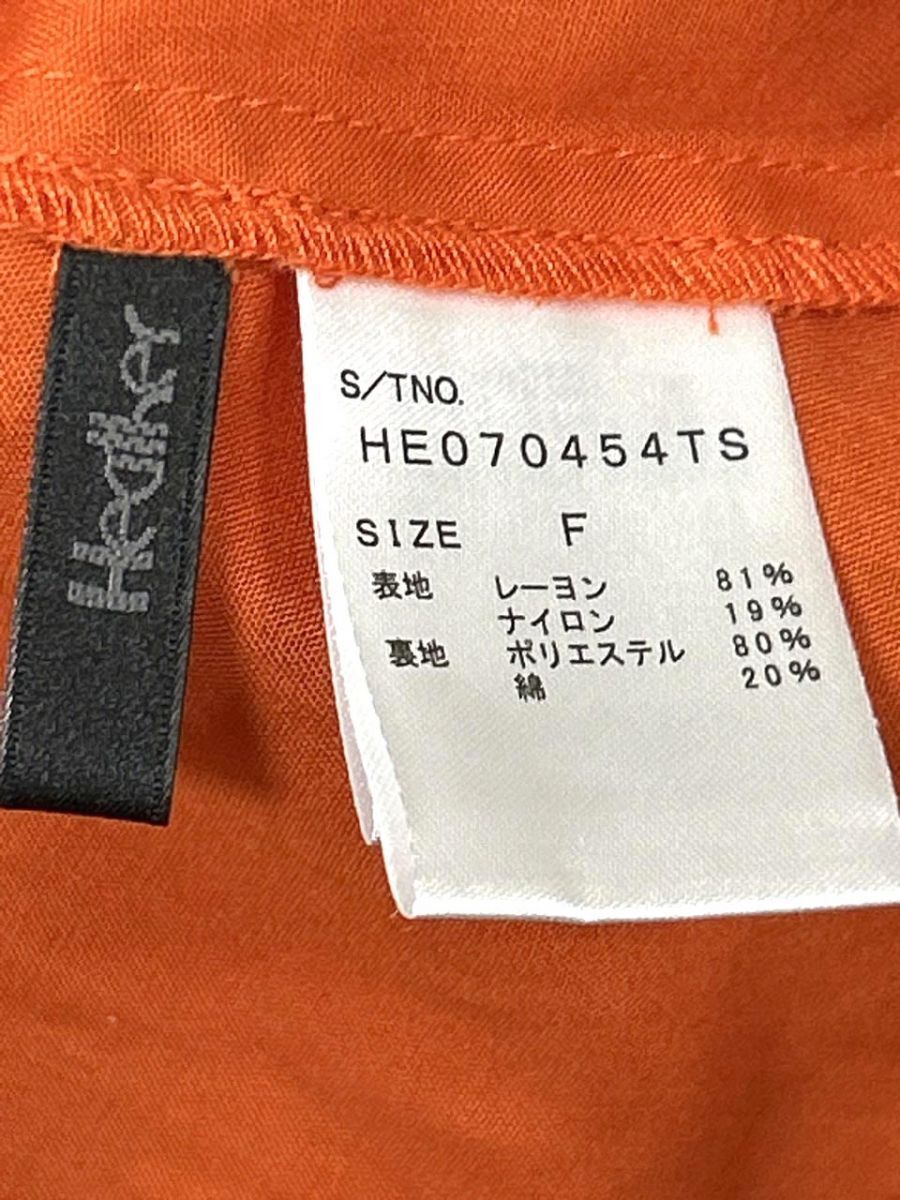 Hedher
S/TNO.
HE070454TS
SIZE F
表地 レーヨン 81%
ナイロン 19%
裏地 ポリエステル 80%
綿 20%